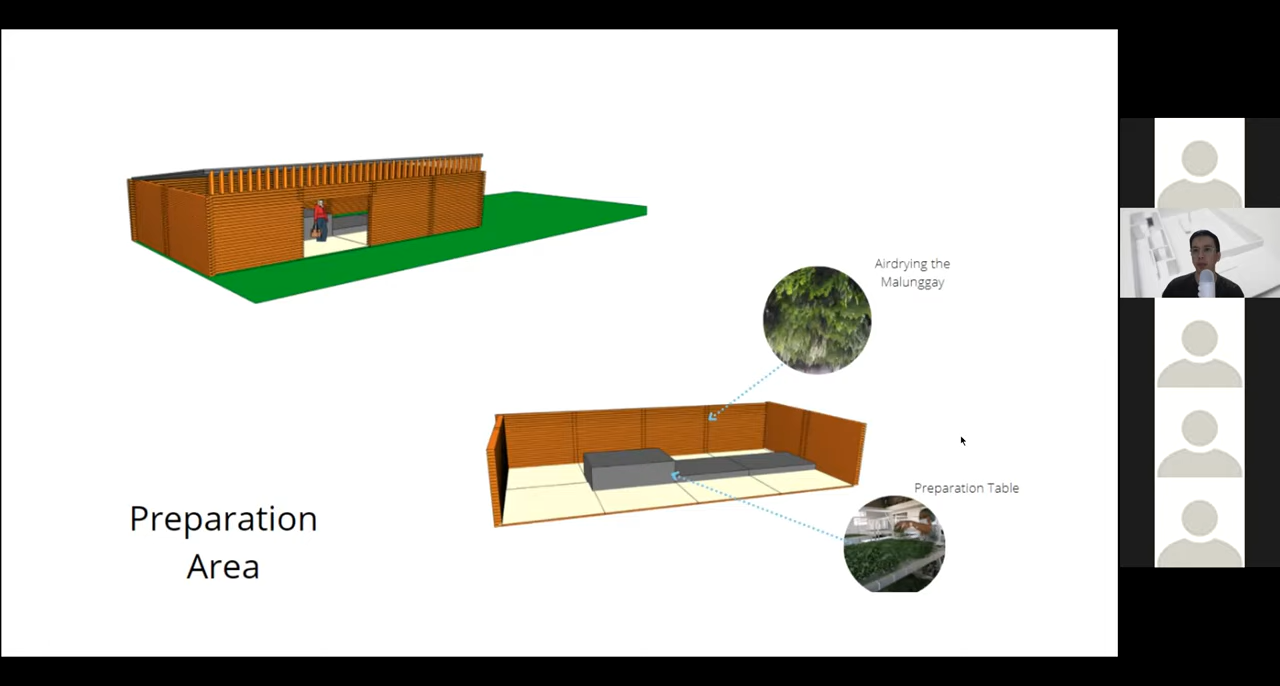 Airdrying the
Malunggay
Preparation Table
Preparation
Area